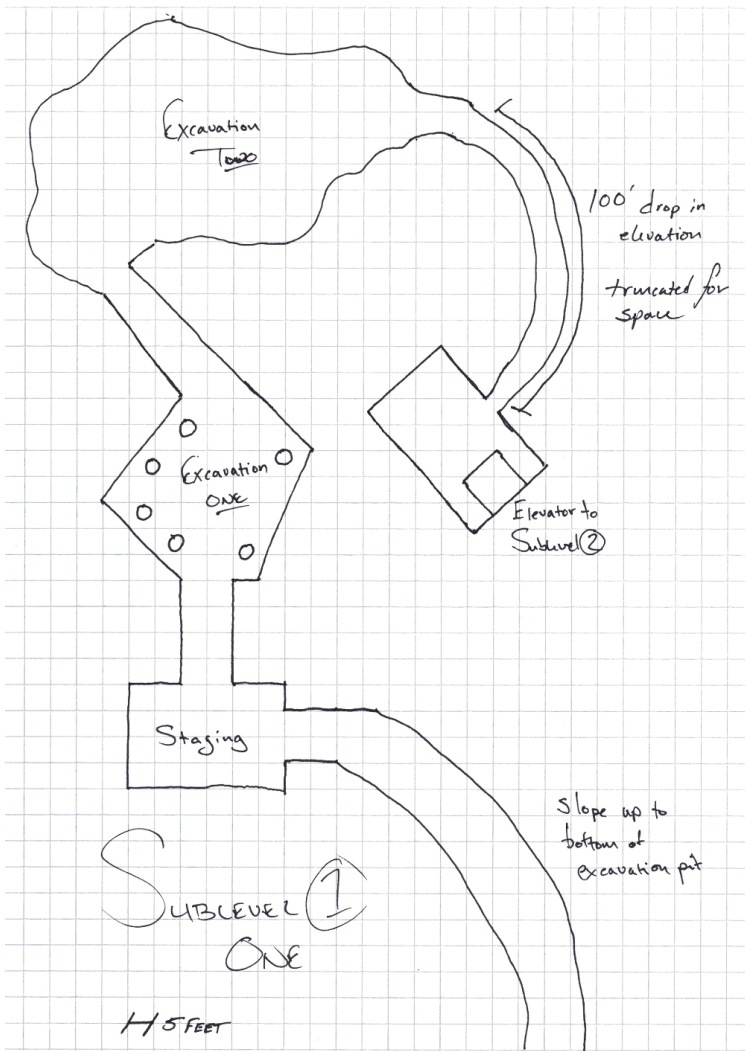 Excavation
Two
100' drop in
elevation
truncated for
space
Excavation
ONE
Elevator to
Sublevel 2
Staging
Slope up to
bottom of
excavation pit
SUBLEVEL 1
ONE
5 FEET